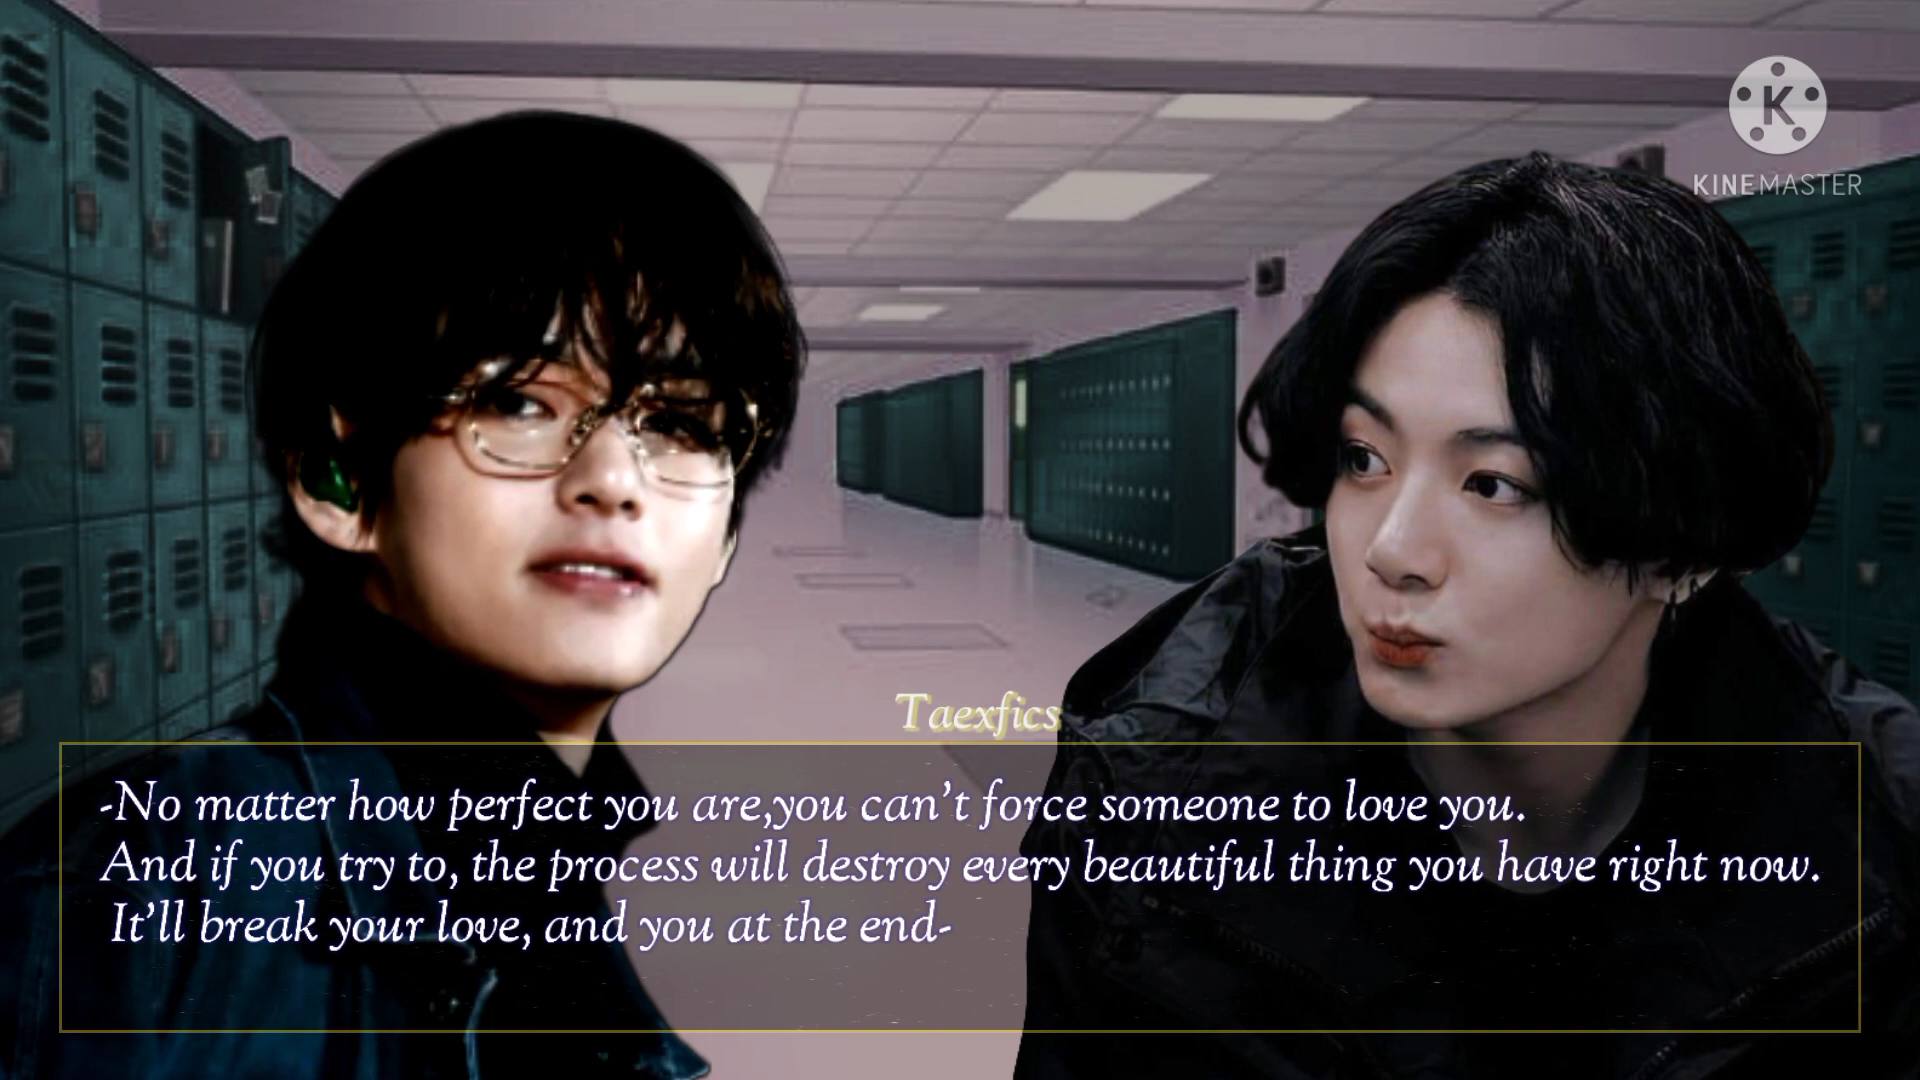 KINEMASTER
Taexfics
-No matter how perfect you are,you can't force someone to love you.
And if you try to, the process will destroy every beautiful thing you have right now.
It'll break your love, and you at the end-